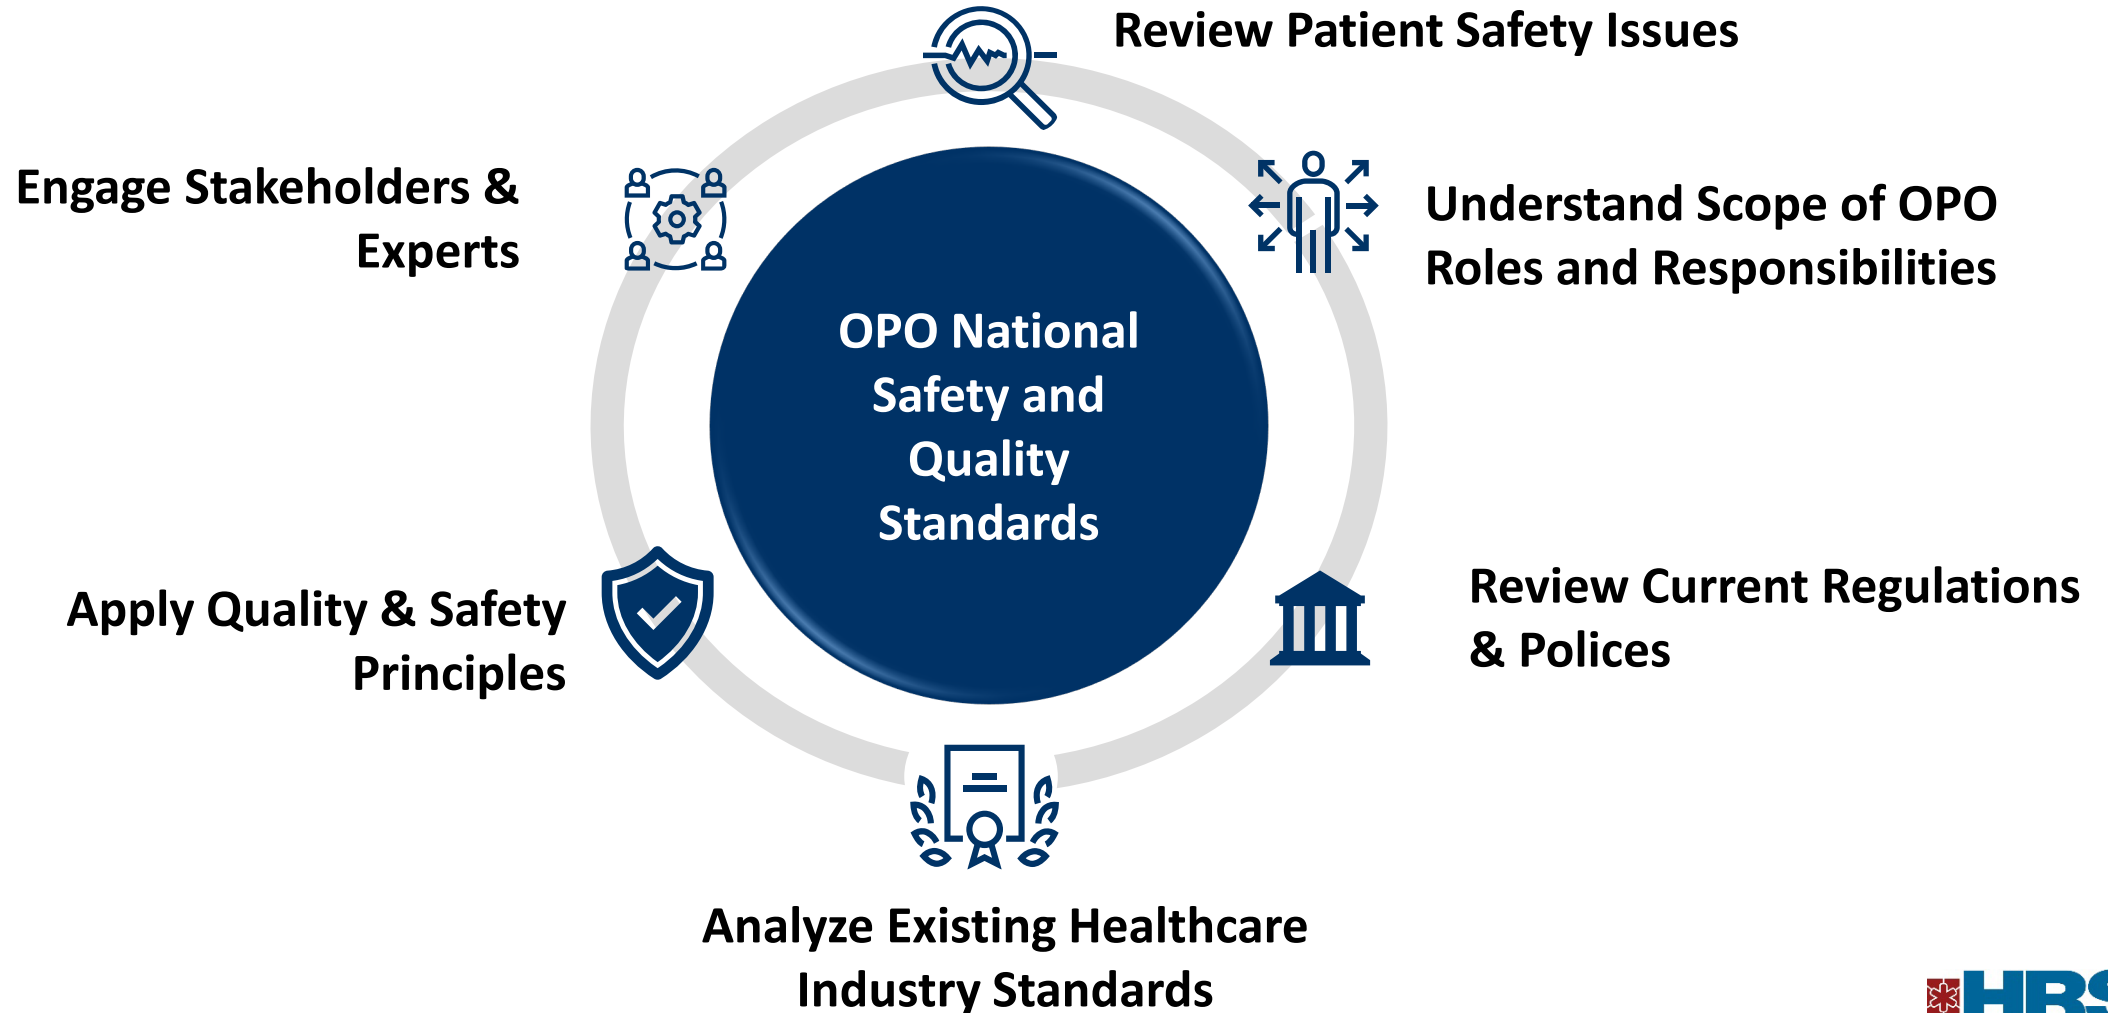 Review Patient Safety Issues
Engage Stakeholders &
Experts
Understand Scope of OPO
Roles and Responsibilities
OPO National
Safety and
Quality
Standards
Apply Quality & Safety
Principles
Review Current Regulations
& Polices
Analyze Existing Healthcare
Industry Standards